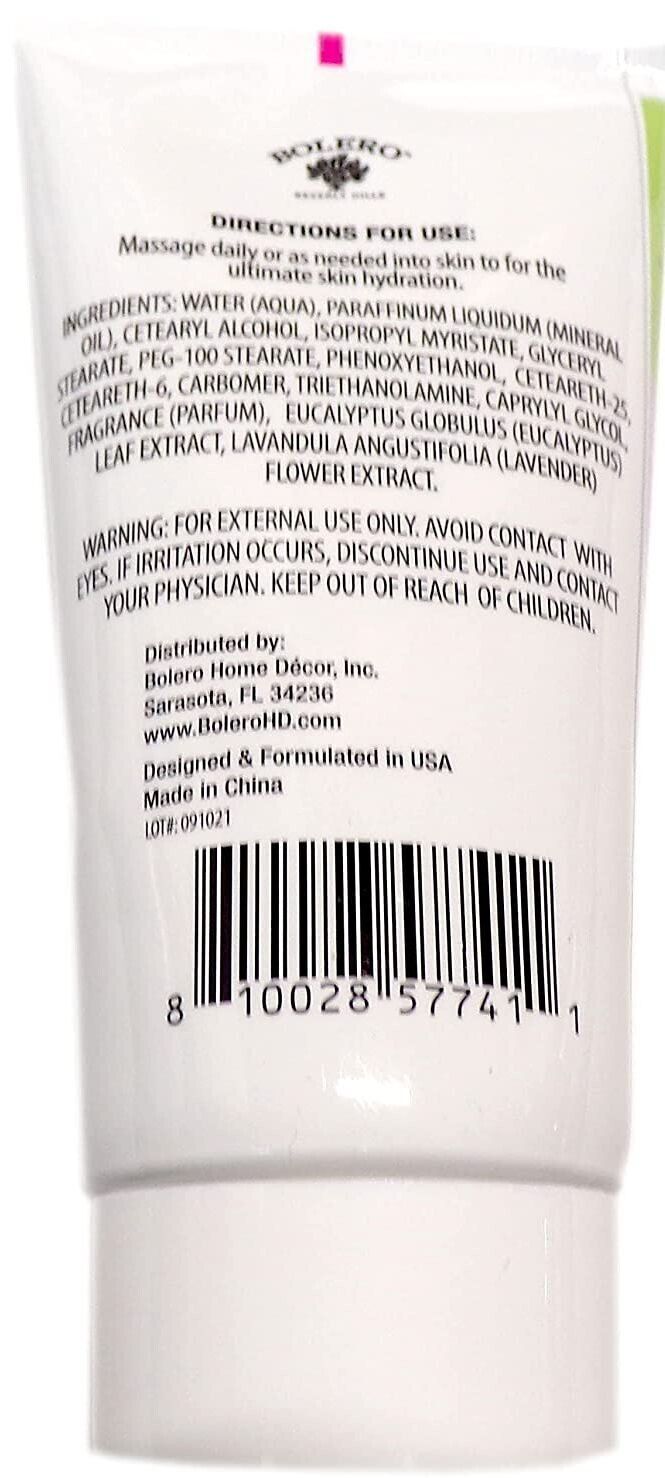 BOLERO
BEVERLY HILLS
DIRECTIONS FOR USE:
Massage daily or as needed into skin to for the
ultimate skin hydration.
INGREDIENTS: WATER (AQUA), PARAFFINUM LIQUIDUM (MINERAL
OIL), CETEARYL ALCOHOL, ISOPROPYL MYRISTATE, GLYCERYL
STEARATE, PEG-100 STEARATE, PHENOXYETHANOL, CETEARETH-25,
CETEARETH-6, CARBOMER, TRIETHANOLAMINE, CAPRYLYL GLYCOL,
FRAGRANCE (PARFUM), EUCALYPTUS GLOBULUS (EUCALYPTUS)
LEAF EXTRACT, LAVANDULA ANGUSTIFOLIA (LAVENDER)
FLOWER EXTRACT.
WARNING: FOR EXTERNAL USE ONLY. AVOID CONTACT WITH
EYES. IF IRRITATION OCCURS, DISCONTINUE USE AND CONTACT
YOUR PHYSICIAN. KEEP OUT OF REACH OF CHILDREN.
Distributed by:
Bolero Home Décor, Inc.
Sarasota, FL 34236
www.BoleroHD.com
Designed & Formulated in USA
Made in China
LOT#: 091021
8 10028 57741 1